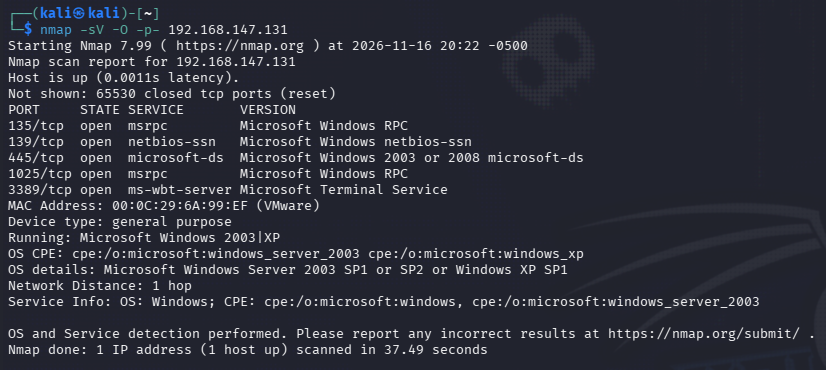 ┌──(kali㉿kali)-[~]
└─$ nmap -sV -O -p- 192.168.147.131
Starting Nmap 7.99 ( https://nmap.org ) at 2026-11-16 20:22 -0500
Nmap scan report for 192.168.147.131
Host is up (0.0011s latency).
Not shown: 65530 closed tcp ports (reset)
PORT     STATE SERVICE       VERSION
135/tcp  open  msrpc         Microsoft Windows RPC
139/tcp  open  netbios-ssn   Microsoft Windows netbios-ssn
445/tcp  open  microsoft-ds  Microsoft Windows 2003 or 2008 microsoft-ds
1025/tcp open  msrpc         Microsoft Windows RPC
3389/tcp open  ms-wbt-server Microsoft Terminal Service
MAC Address: 00:0C:29:6A:99:EF (VMware)
Device type: general purpose
Running: Microsoft Windows 2003|XP
OS CPE: cpe:/o:microsoft:windows_server_2003 cpe:/o:microsoft:windows_xp
OS details: Microsoft Windows Server 2003 SP1 or SP2 or Windows XP SP1
Network Distance: 1 hop
Service Info: OS: Windows; CPE: cpe:/o:microsoft:windows, cpe:/o:microsoft:windows_server_2003

OS and Service detection performed. Please report any incorrect results at https://nmap.org/submit/ .
Nmap done: 1 IP address (1 host up) scanned in 37.49 seconds